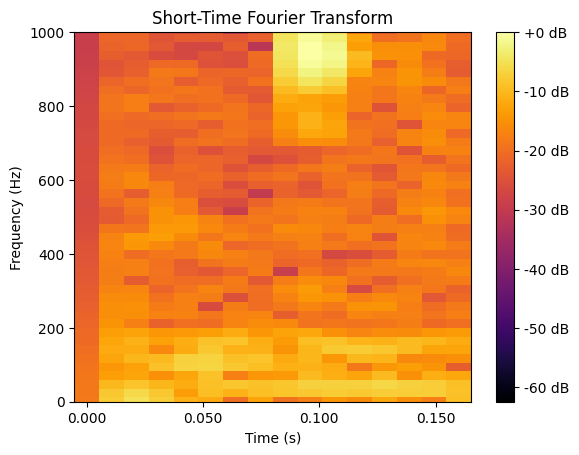 Short-Time Fourier Transform
Frequency (Hz)
1000
800
600
400
200
0
0.000
0.050
0.100
0.150
Time (s)
+0 dB
-10 dB
-20 dB
-30 dB
-40 dB
-50 dB
-60 dB